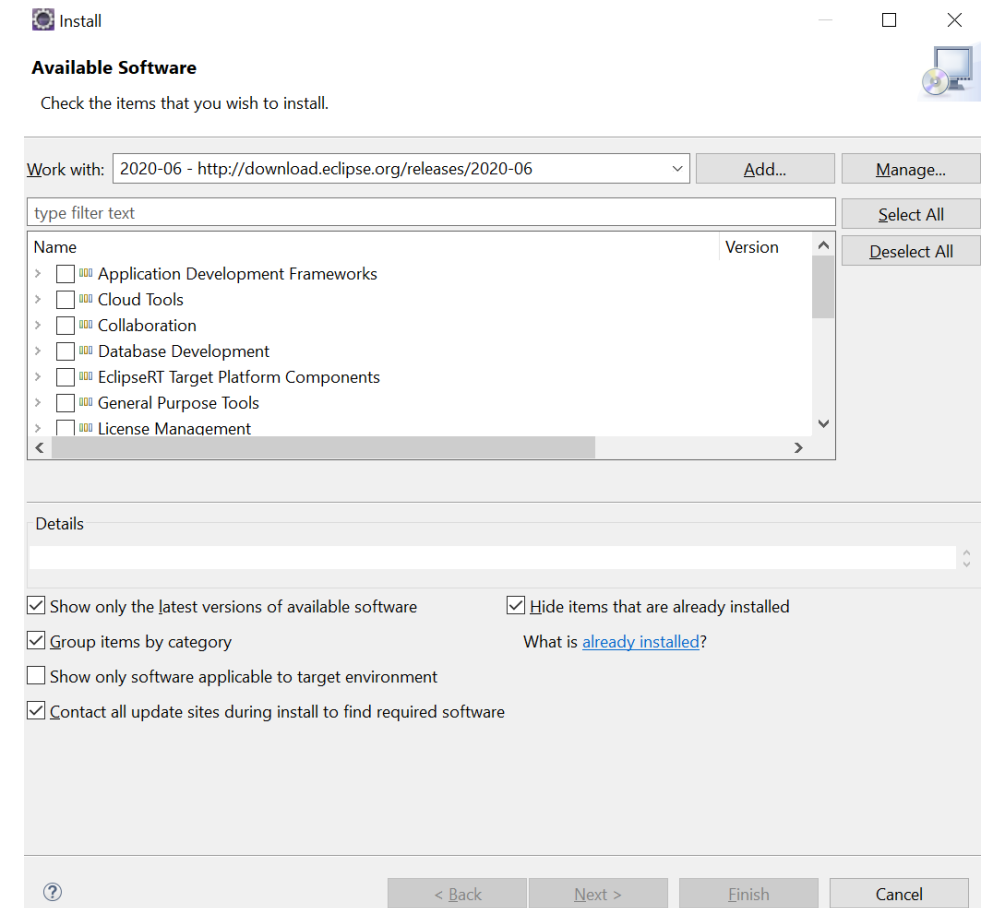 Install
Available Software
Check the items that you wish to install.
Work with: 2020-06 - http://download.eclipse.org/releases/2020-06 Add... Manage...
type filter text Select All
Name Version Deselect All
Application Development Frameworks
Cloud Tools
Collaboration
Database Development
EclipseRT Target Platform Components
General Purpose Tools
License Management
Details
Show only the latest versions of available software Hide items that are already installed
Group items by category What is already installed?
Show only software applicable to target environment
Contact all update sites during install to find required software
? < Back Next > Finish Cancel